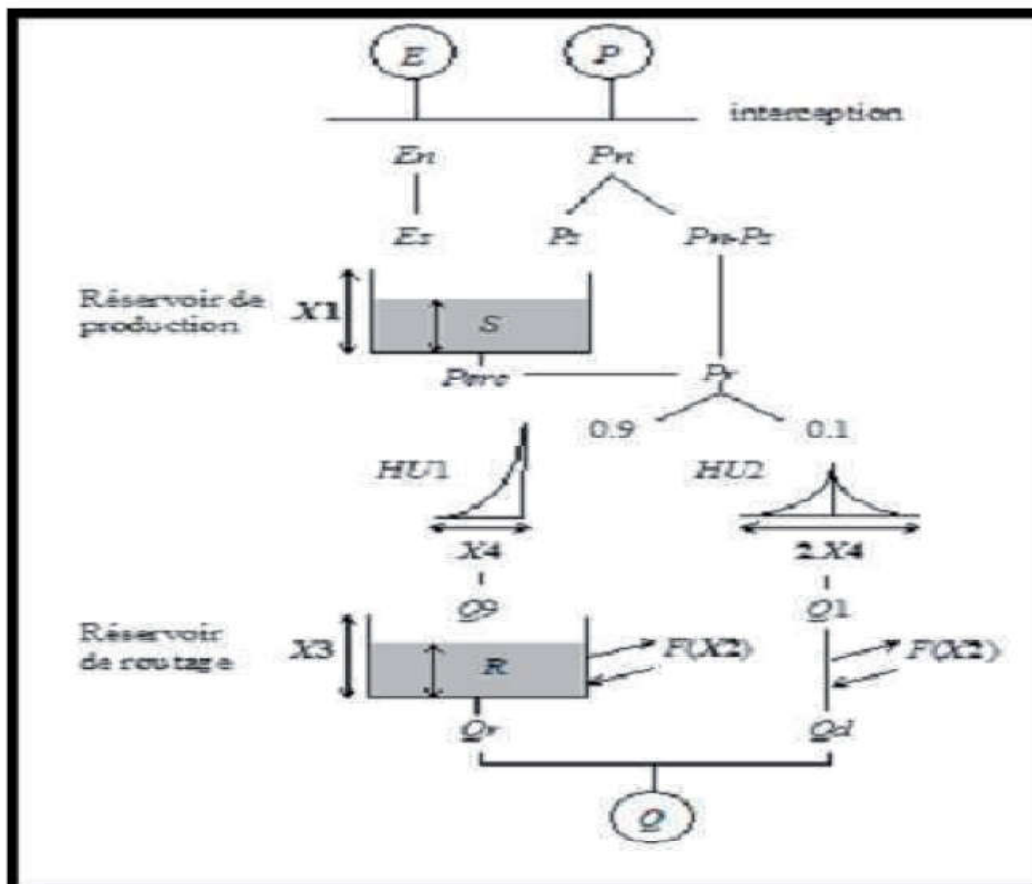 E P
interception
En Pn
Es Ps Pn-Ps
Réservoir de
production
X1
S
Perc Pr
0.9 0.1
HU1 HU2
X4 2.X4
Q9 Q1
Réservoir
de routage
X3
R
F(X2) F(X2)
Qr Qd
Q